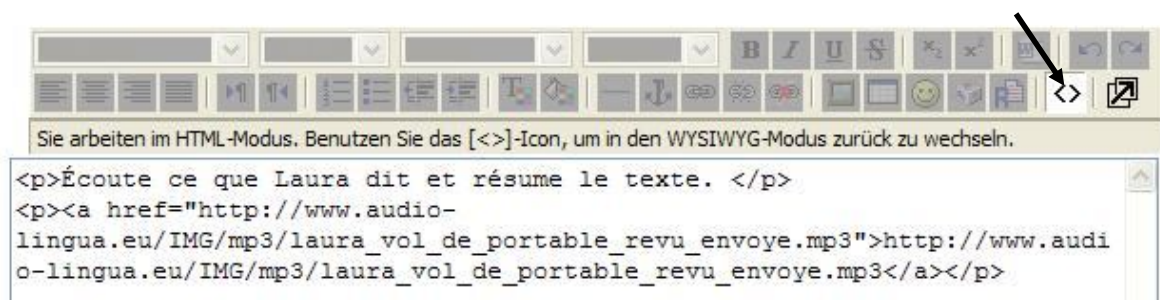 B I U S x₂ x²
Sie arbeiten im HTML-Modus. Benutzen Sie das [<>]-Icon, um in den WYSIWYG-Modus zurück zu wechseln.
<p>Écoute ce que Laura dit et résume le texte. </p>
<p><a href="http://www.audio-
lingua.eu/IMG/mp3/laura_vol_de_portable_revu_envoye.mp3">http://www.audi
o-lingua.eu/IMG/mp3/laura_vol_de_portable_revu_envoye.mp3</a></p>